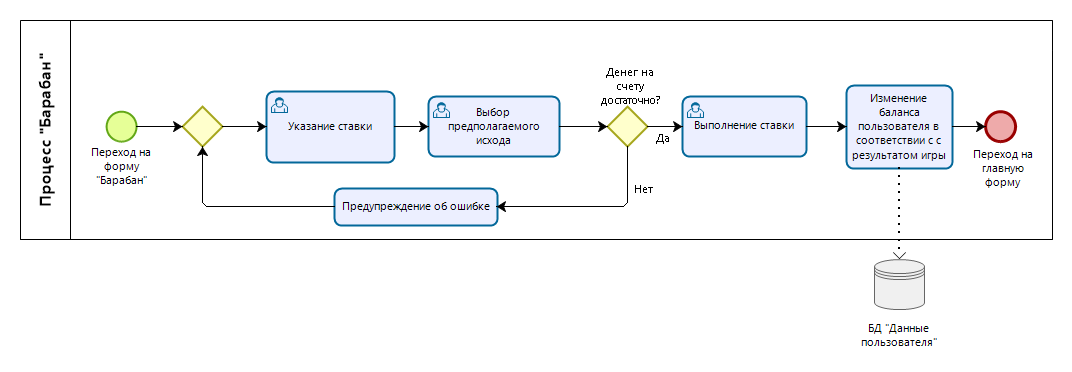 Процесс "Барабан"
Переход на
форму
"Барабан"
Указание ставки
Выбор
предполагаемого
исхода
Денег на
счету
достаточно?
Да
Нет
Предупреждение об ошибке
Выполнение ставки
Изменение
баланса
пользователя в
соответствии с с
результатом игры
Переход на
главную
форму
БД "Данные
пользователя"